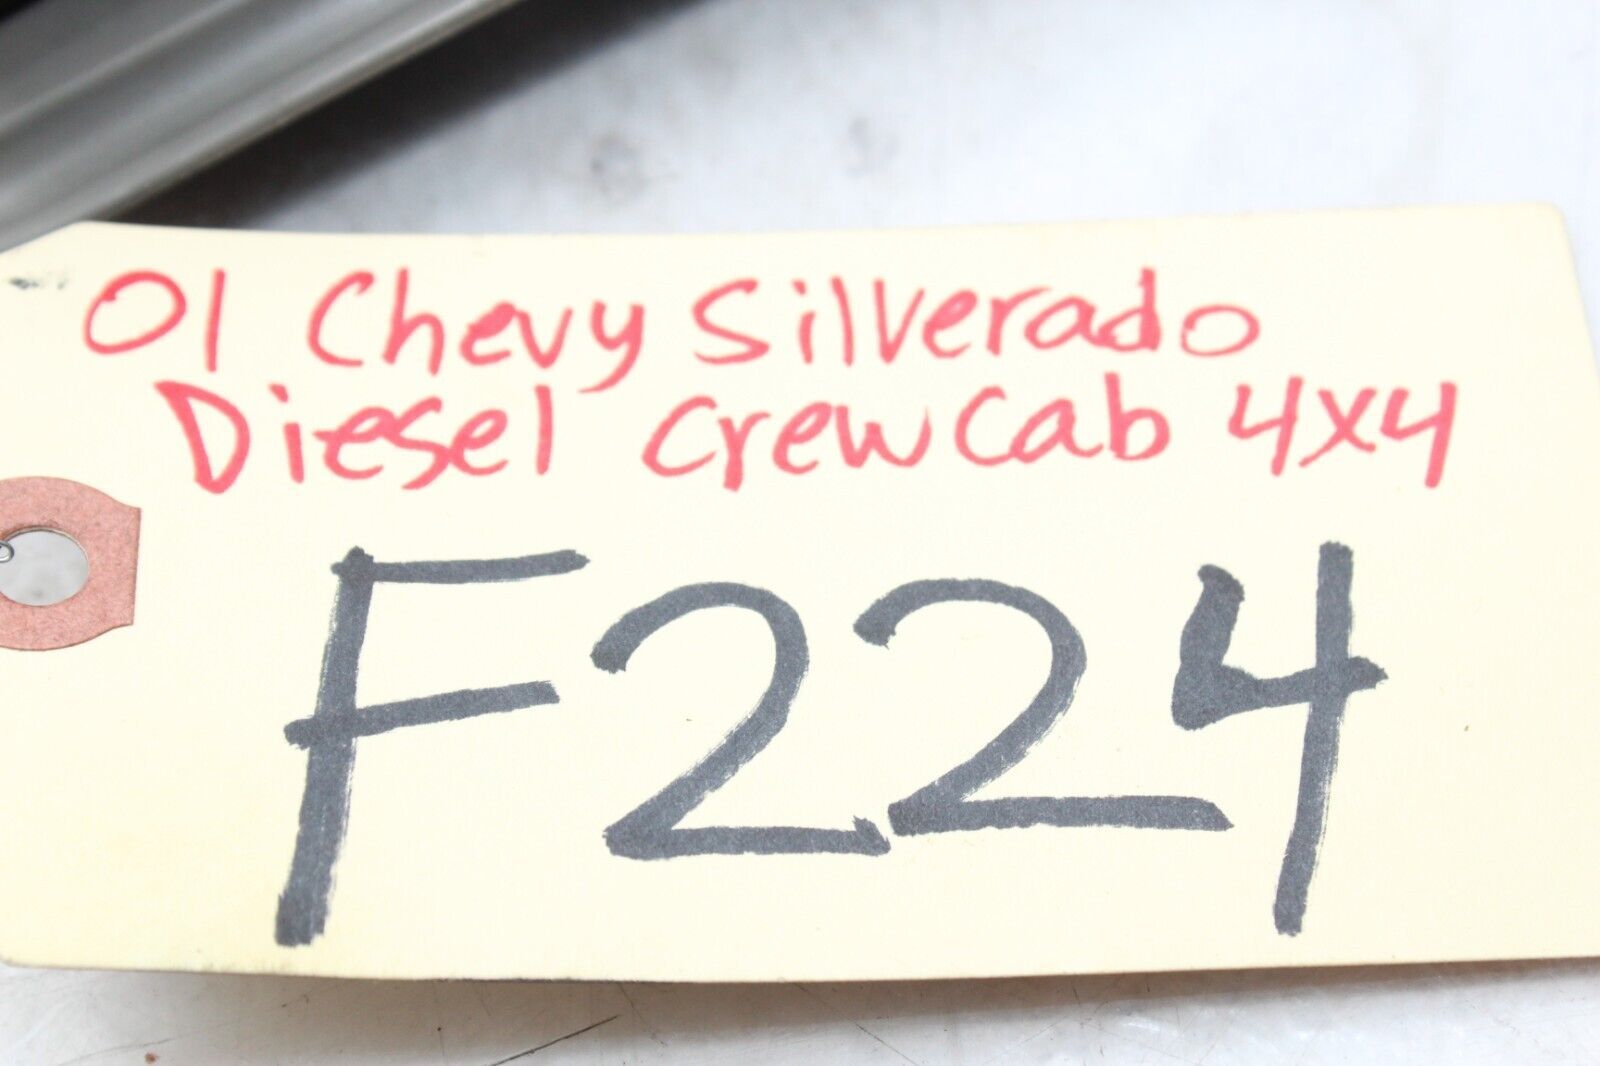 01 Chevy Silverado
Diesel Crew Cab 4x4
F224